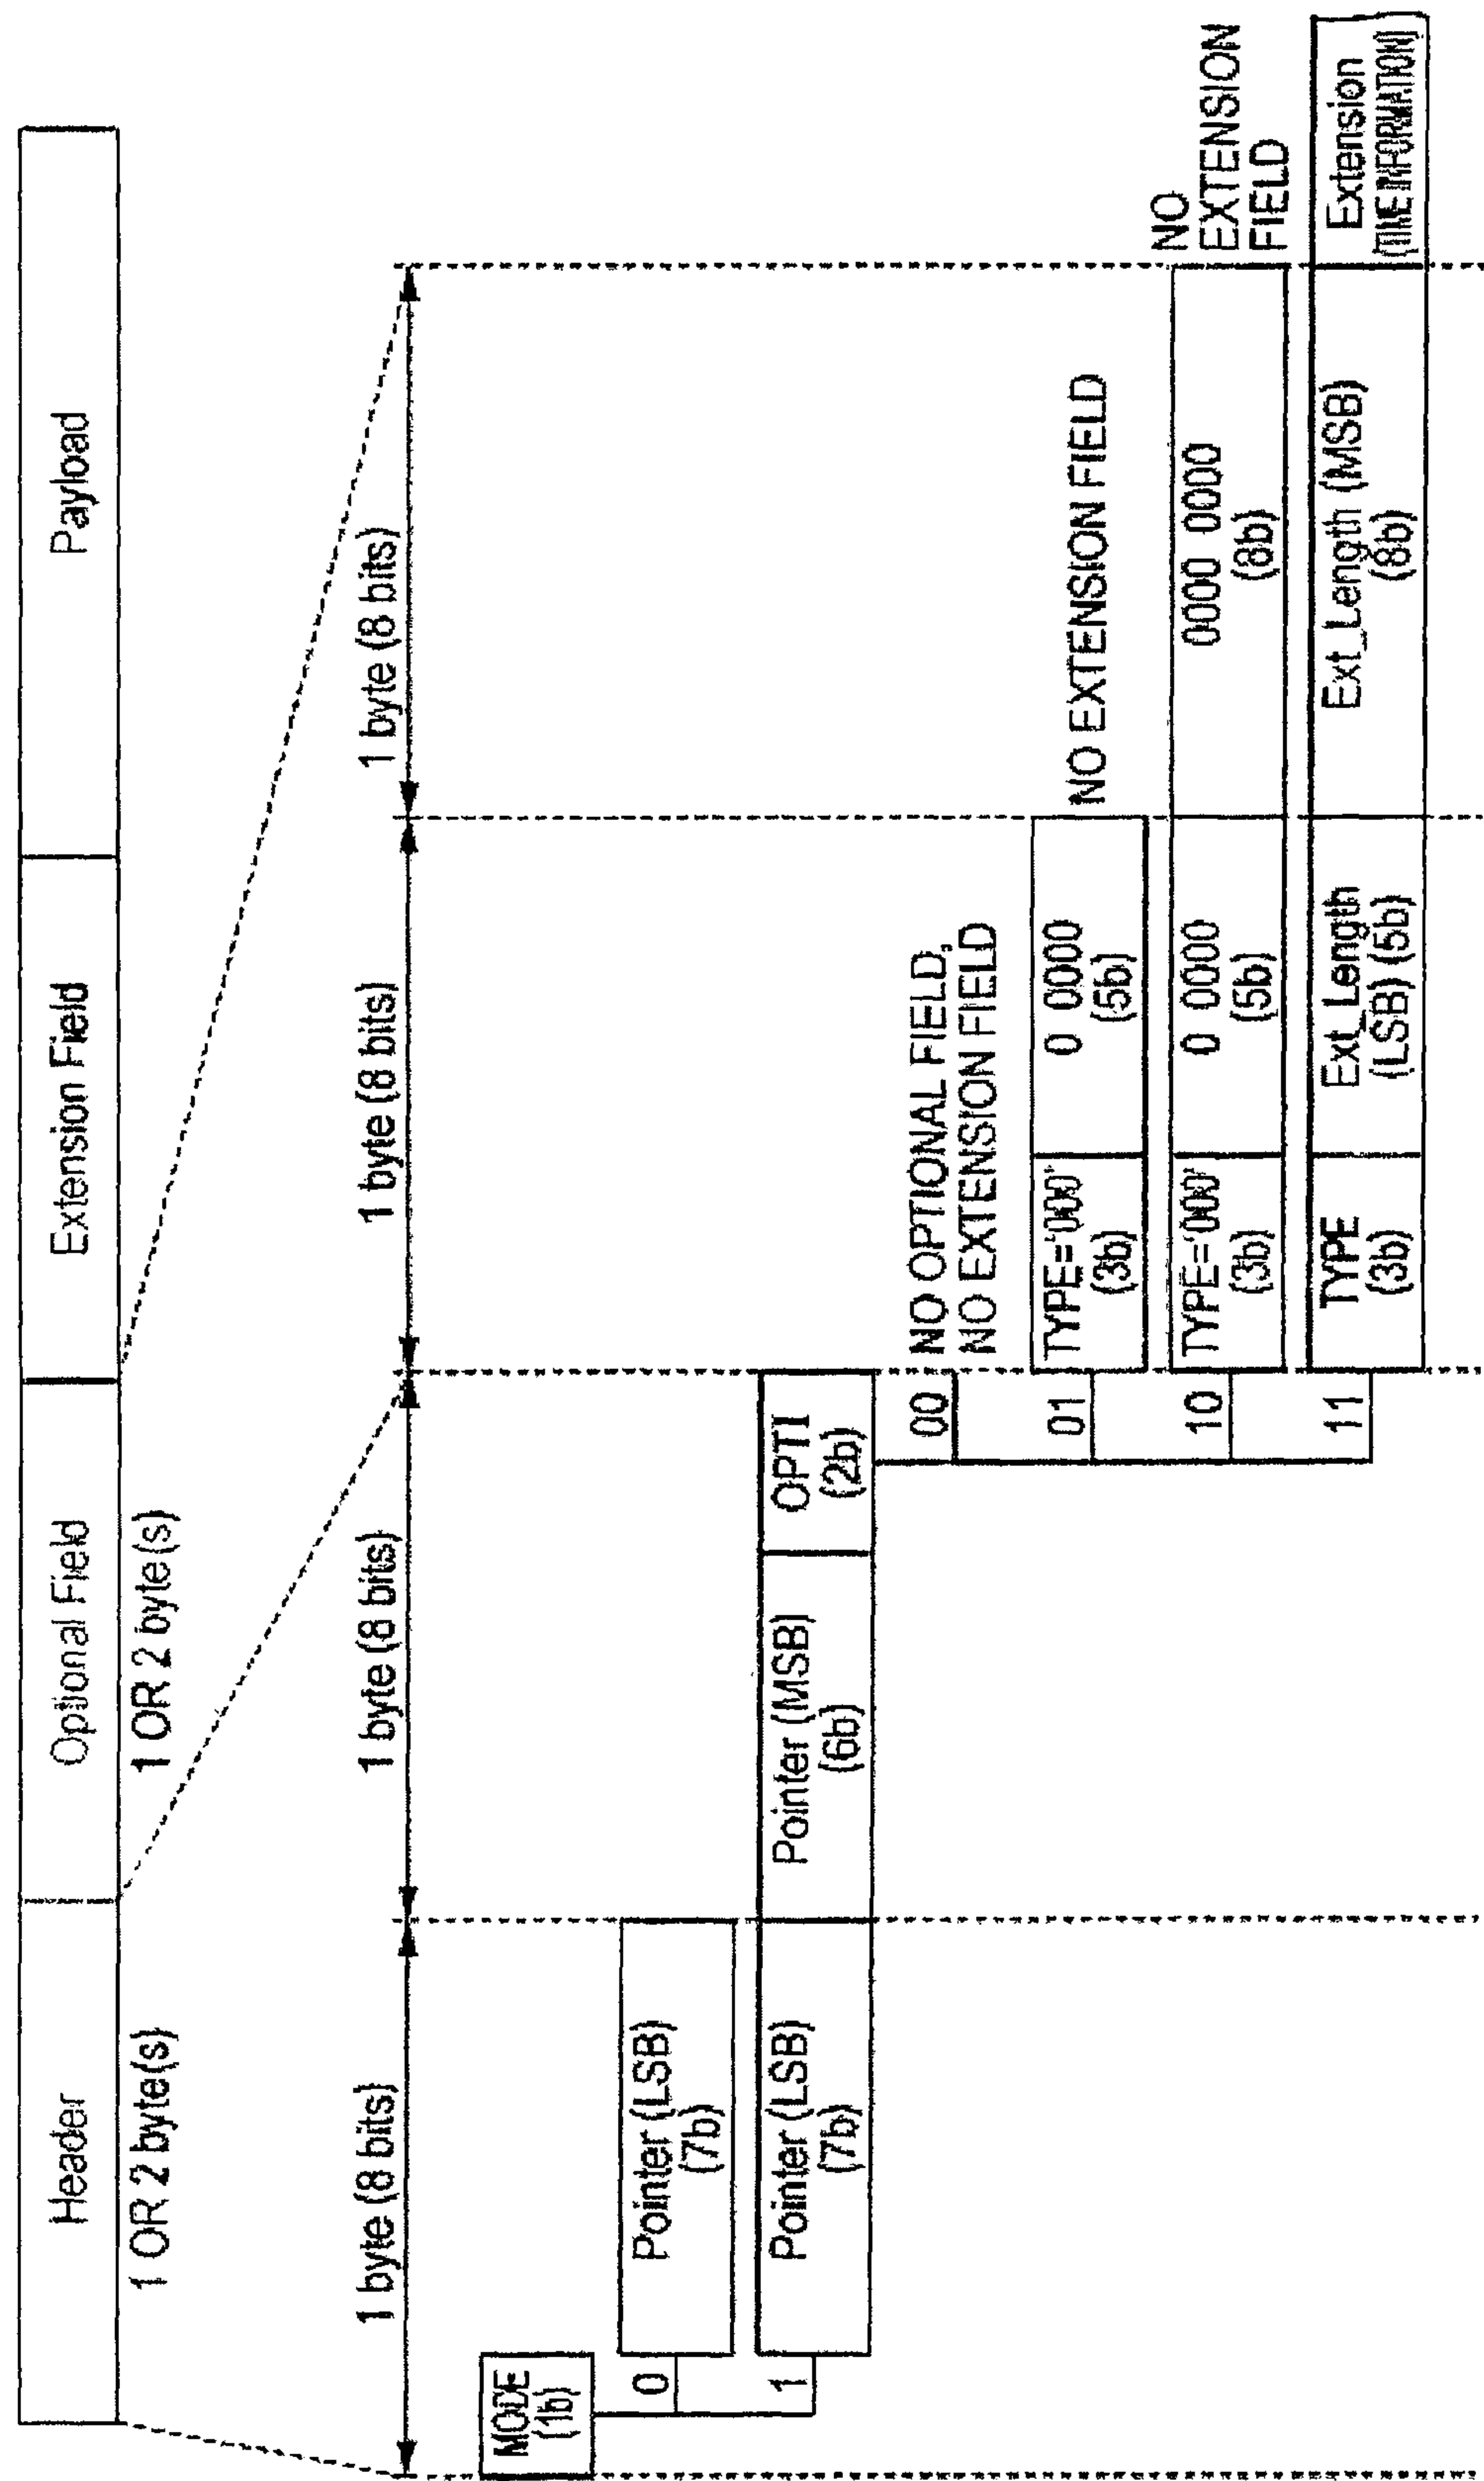 Header
Optional Field
Extension Field
Payload
1 OR 2 byte(s)
1 OR 2 byte(s)
1 byte (8 bits)
1 byte (8 bits)
1 byte (8 bits)
1 byte (8 bits)
MODE
(1b)
0
Pointer (LSB)
(7b)
1
Pointer (LSB)
(7b)
Pointer (MSB)
(6b)
OPTI
(2b)
00
NO OPTIONAL FIELD,
NO EXTENSION FIELD
01
TYPE='000'
(3b)
0 0000
(5b)
NO EXTENSION FIELD
10
TYPE='000'
(3b)
0 0000
(5b)
0000 0000
(8b)
NO
EXTENSION
FIELD
11
TYPE
(3b)
Ext_Length
(LSB) (5b)
Ext_Length (MSB)
(8b)
Extension
(TIME INFORMATION)